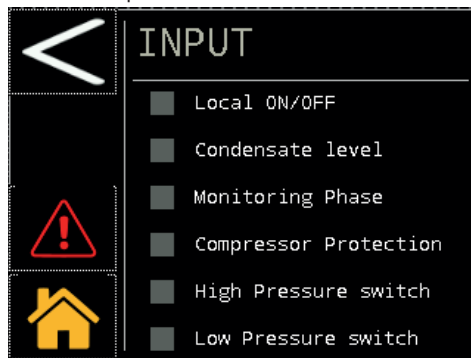 INPUT
Local ON/OFF
Condensate level
Monitoring Phase
Compressor Protection
High Pressure switch
Low Pressure switch